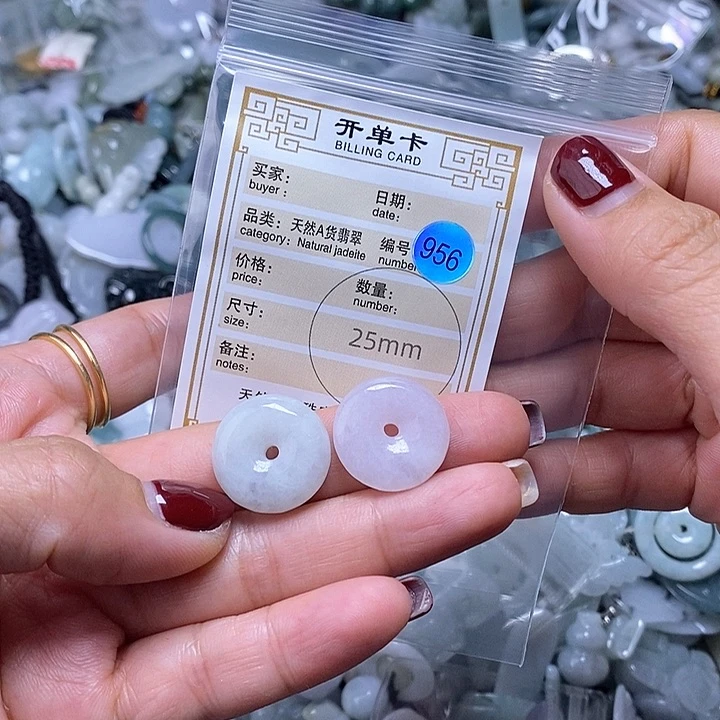 开单卡
BILLING CARD
买家：
buyer：
日期：
date：
品类：天然A货翡翠
category：Natural jadeite
编号
number
956
价格：
price：
数量：
number：
尺寸：
size：
25mm
备注：
notes：
天然